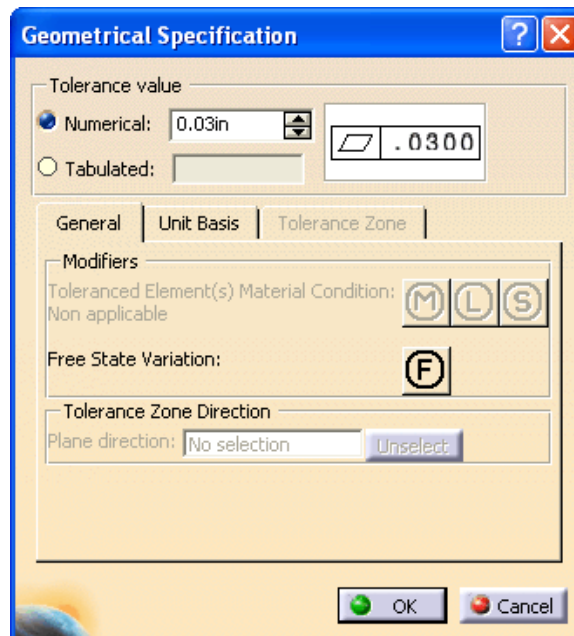 Geometrical Specification
Tolerance value
Numerical: 0.03in
.0300
Tabulated:
General Unit Basis Tolerance Zone
Modifiers
Toleranced Element(s) Material Condition:
Non applicable
M L S
Free State Variation: F
Tolerance Zone Direction
Plane direction: No selection Unselect
OK Cancel